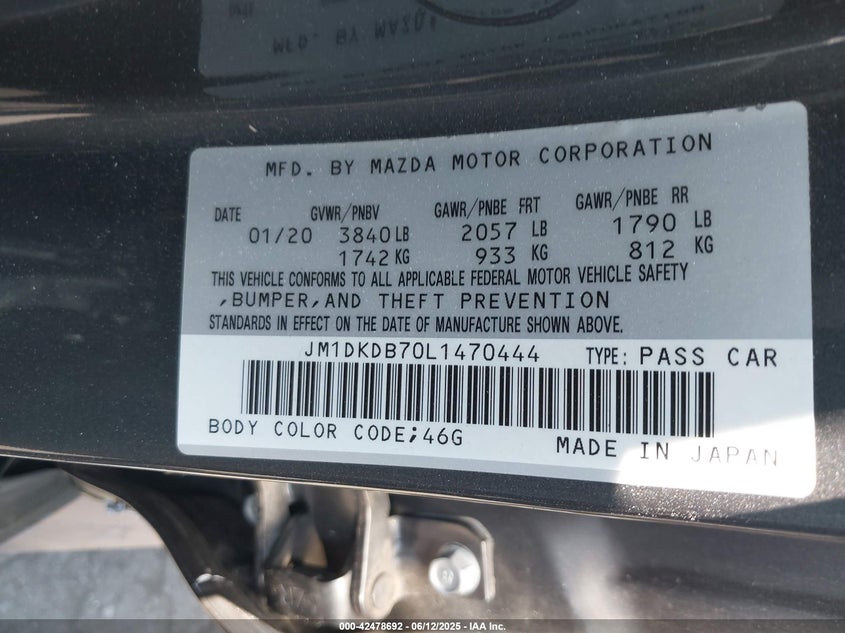 MFD. BY MAZDA MOTOR CORPORATION
DATE GVWR/PNBV GAWR/PNBE FRT GAWR/PNBE RR
01/20 3840 LB 2057 LB 1790 LB
1742 KG 933 KG 812 KG
THIS VEHICLE CONFORMS TO ALL APPLICABLE FEDERAL MOTOR VEHICLE SAFETY
,BUMPER,AND THEFT PREVENTION
STANDARDS IN EFFECT ON THE DATE OF MANUFACTURE SHOWN ABOVE.
JM1DKDB70L1470444 TYPE: PASS CAR
BODY COLOR CODE;46G MADE IN JAPAN
000-42478692 - 06/12/2025 - IAA Inc.